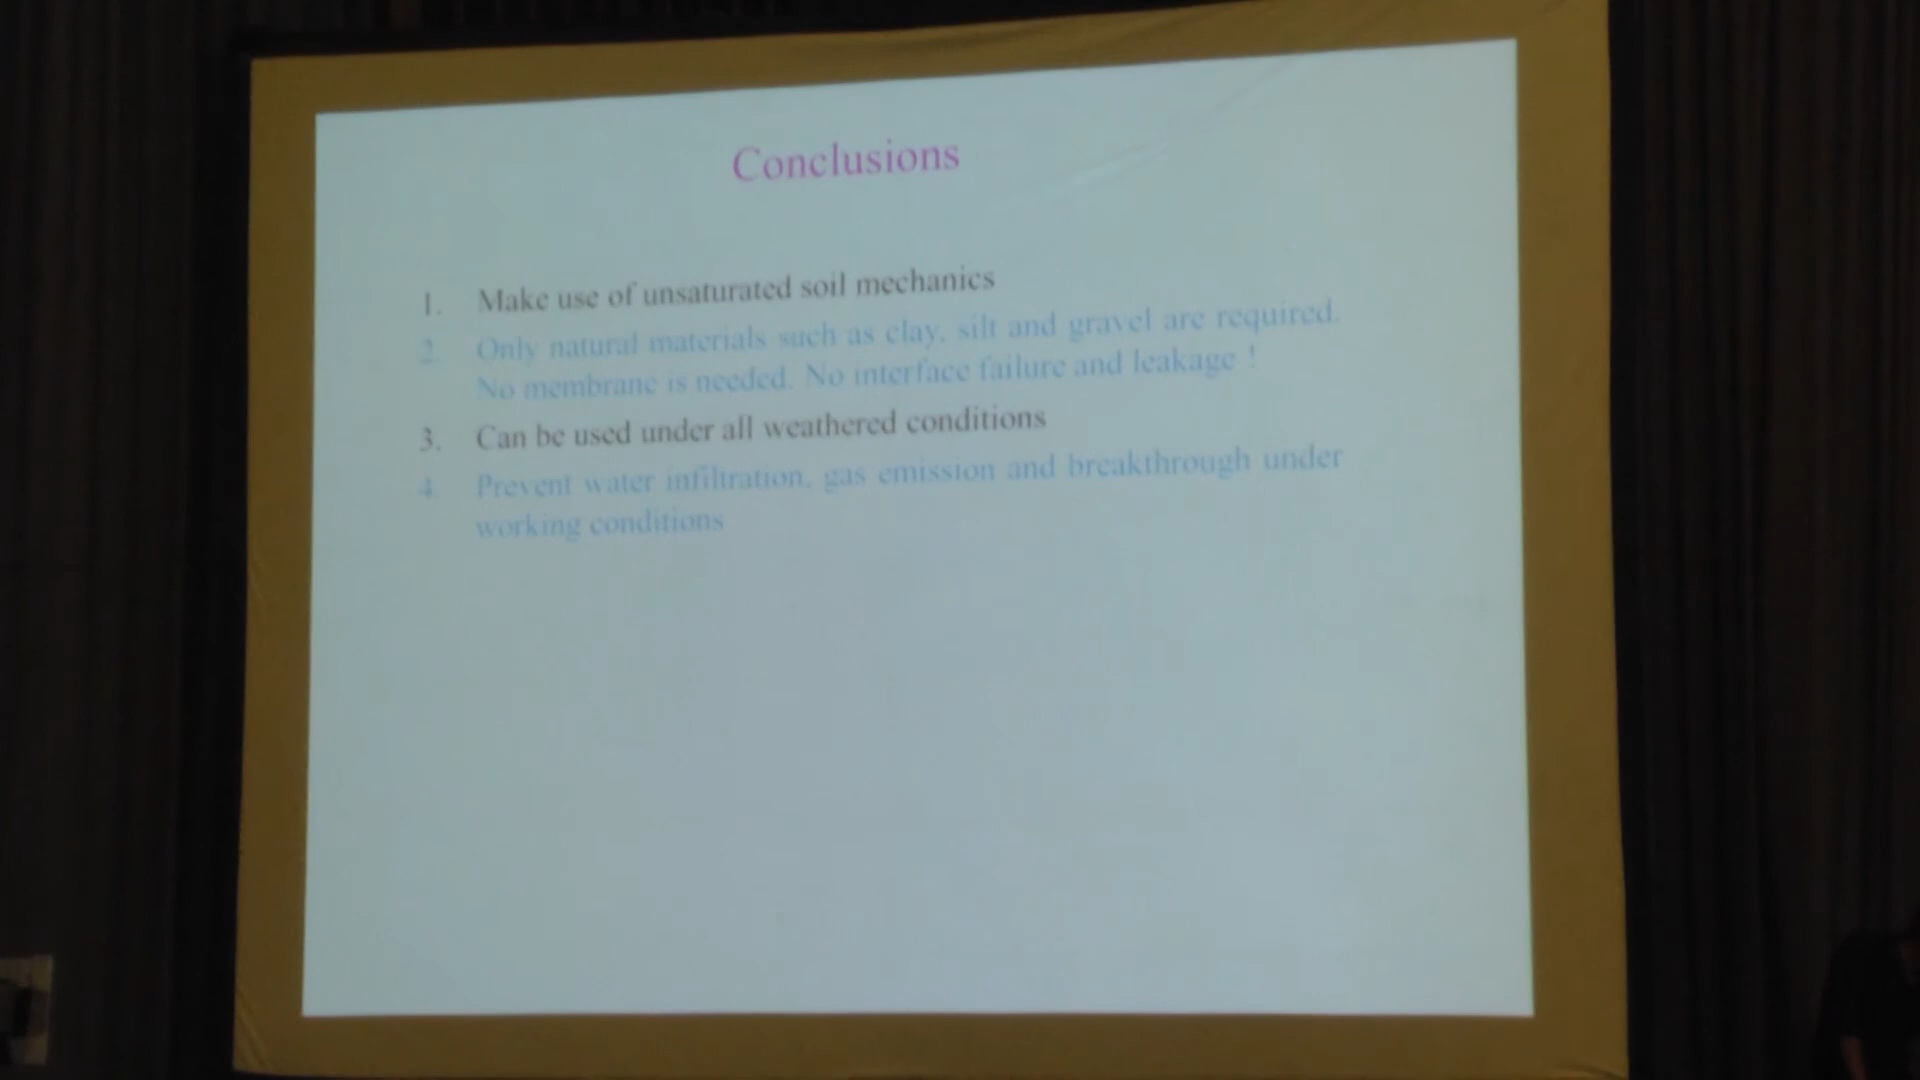 Conclusions
1. Make use of unsaturated soil mechanics
2. Only natural materials such as clay, silt and gravel are required.
No membrane is needed. No interface failure and leakage !
3. Can be used under all weathered conditions
4. Prevent water infiltration, gas emission and breakthrough under
working conditions